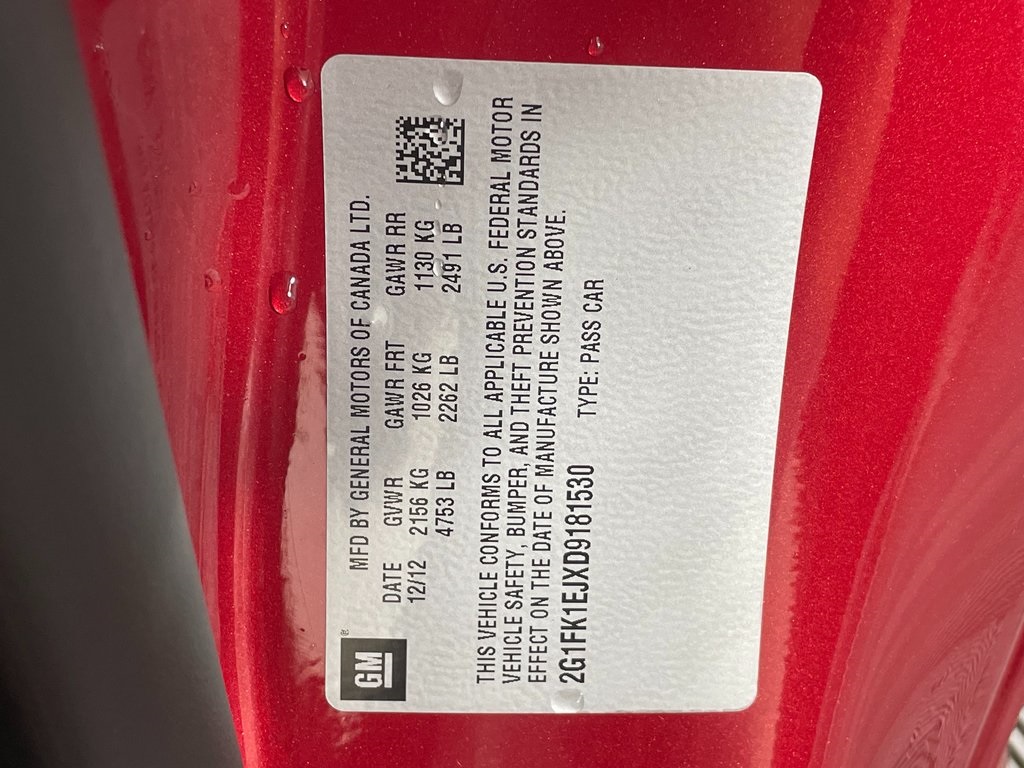 GM®
MFD BY GENERAL MOTORS OF CANADA LTD.
DATE GVWR GAWR FRT GAWR RR
12/12 2156 KG 1026 KG 1130 KG
4753 LB 2262 LB 2491 LB
THIS VEHICLE CONFORMS TO ALL APPLICABLE U.S. FEDERAL MOTOR
VEHICLE SAFETY, BUMPER, AND THEFT PREVENTION STANDARDS IN
EFFECT ON THE DATE OF MANUFACTURE SHOWN ABOVE.
2G1FK1EJXD9181530 TYPE: PASS CAR